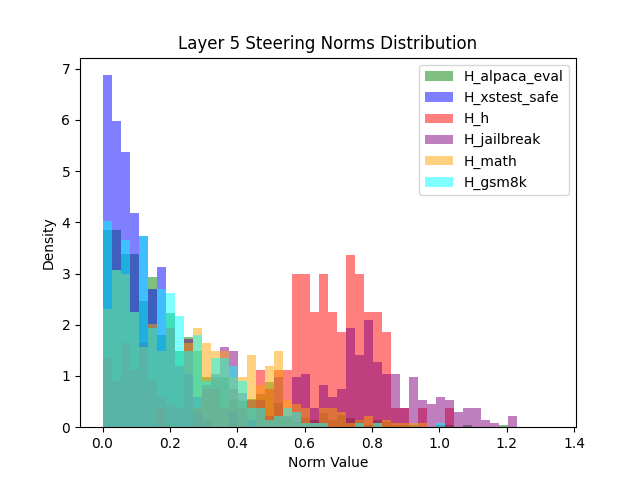 Layer 5 Steering Norms Distribution
7
6
5
4
3
2
1
0
Density
H_alpaca_eval
H_xstest_safe
H_h
H_jailbreak
H_math
H_gsm8k
0.0 0.2 0.4 0.6 0.8 1.0 1.2 1.4
Norm Value